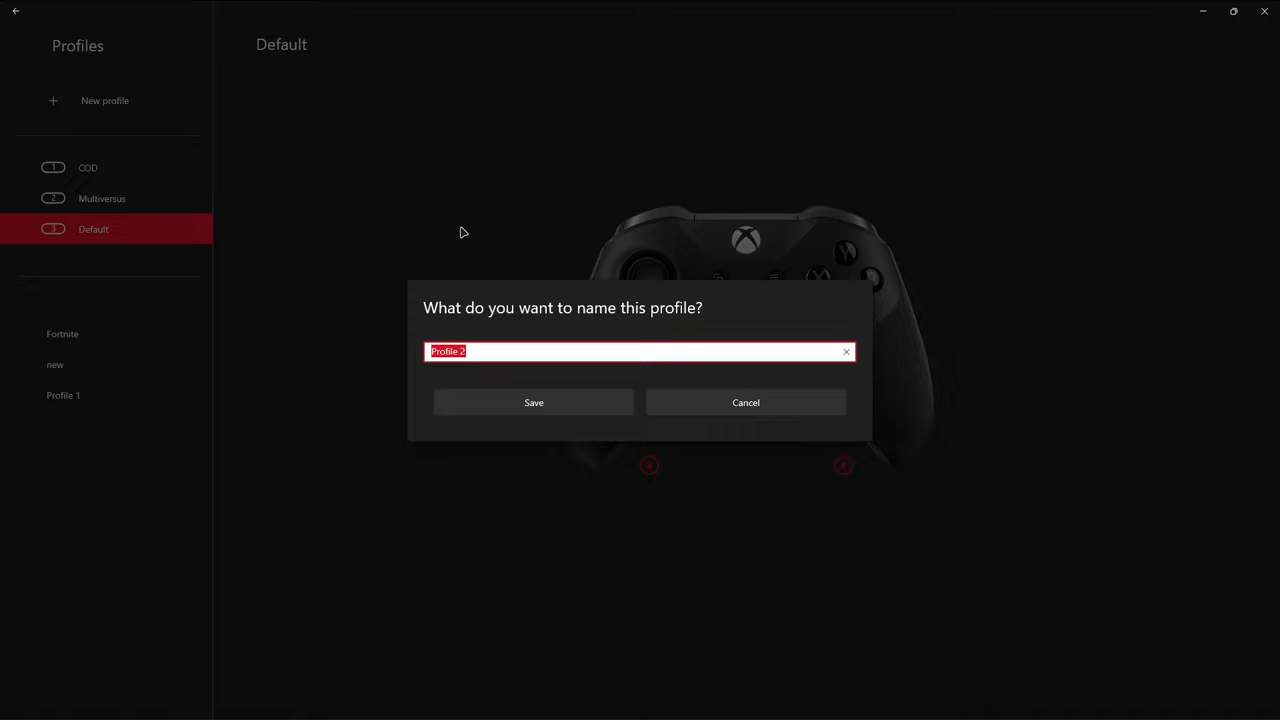 Profiles
Default
+ New profile
1 COD
2 Multiversus
3 Default
Fortnite
new
Profile 1
What do you want to name this profile?
Profile 2
Save
Cancel